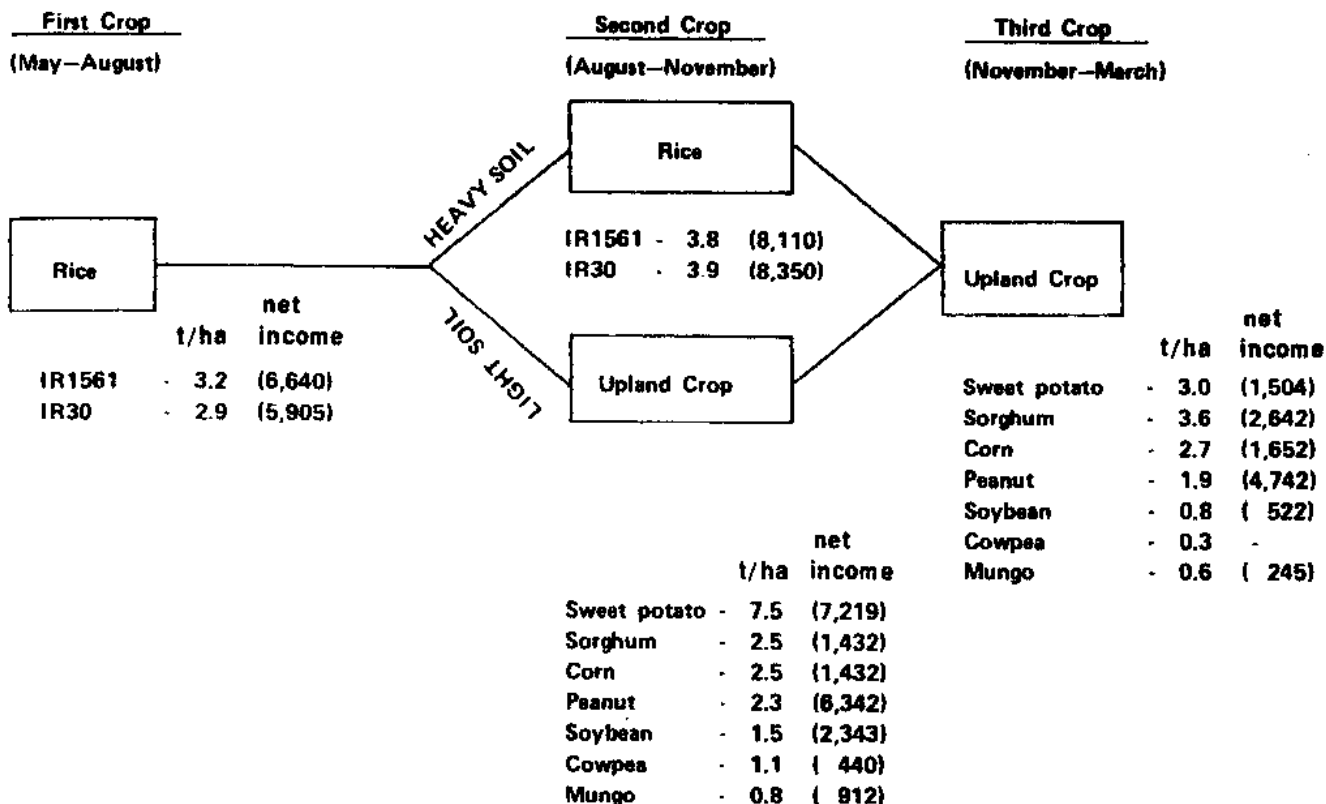 First Crop
(May—August)
Second Crop
(August—November)
Third Crop
(November—March)
HEAVY SOIL
LIGHT SOIL
Rice
net
t/ha income
IR1561 - 3.2 (6,640)
IR30 - 2.9 (5,905)
Rice
IR1561 - 3.8 (8,110)
IR30 - 3.9 (8,350)
Upland Crop
net
t/ha income
Sweet potato - 7.5 (7,219)
Sorghum - 2.5 (1,432)
Corn - 2.5 (1,432)
Peanut - 2.3 (6,342)
Soybean - 1.5 (2,343)
Cowpea - 1.1 ( 440)
Mungo - 0.8 ( 912)
Upland Crop
net
t/ha income
Sweet potato - 3.0 (1,504)
Sorghum - 3.6 (2,642)
Corn - 2.7 (1,652)
Peanut - 1.9 (4,742)
Soybean - 0.8 ( 522)
Cowpea - 0.3 -
Mungo - 0.6 ( 245)